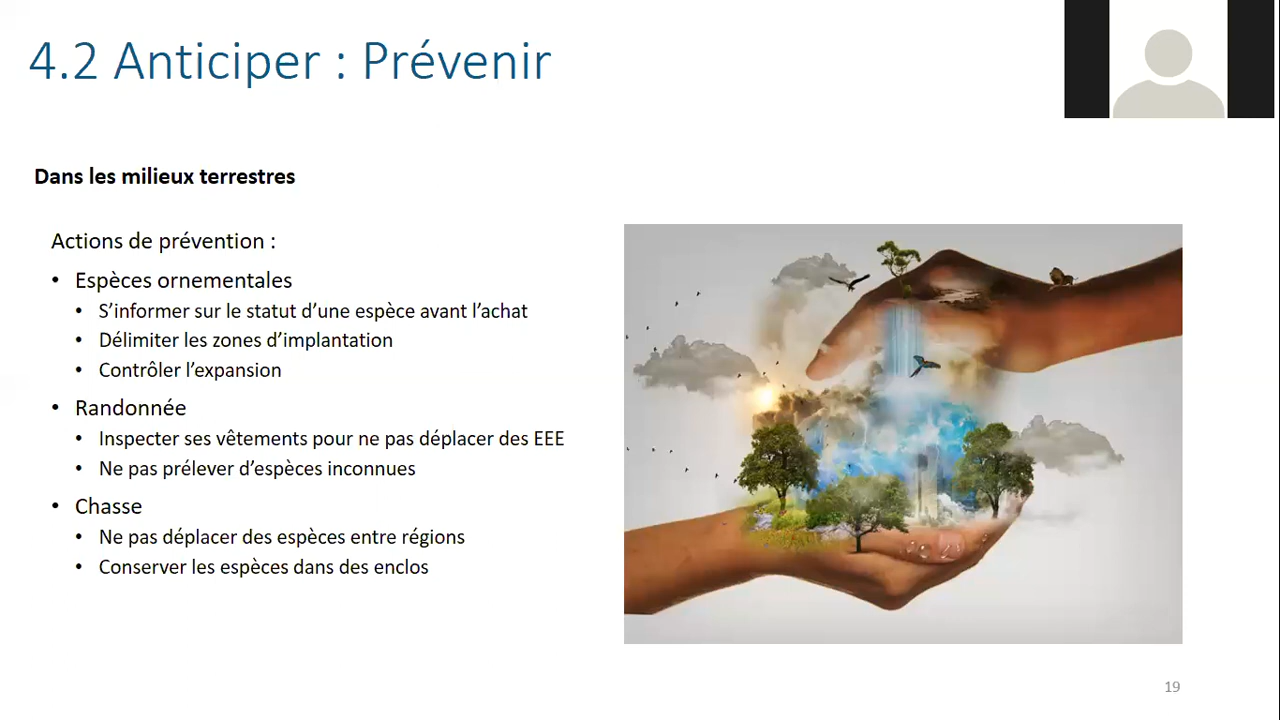 4.2 Anticiper : Prévenir
Dans les milieux terrestres
Actions de prévention :
• Espèces ornementales
• S’informer sur le statut d’une espèce avant l’achat
• Délimiter les zones d’implantation
• Contrôler l’expansion
• Randonnée
• Inspecter ses vêtements pour ne pas déplacer des EEE
• Ne pas prélever d’espèces inconnues
• Chasse
• Ne pas déplacer des espèces entre régions
• Conserver les espèces dans des enclos
19